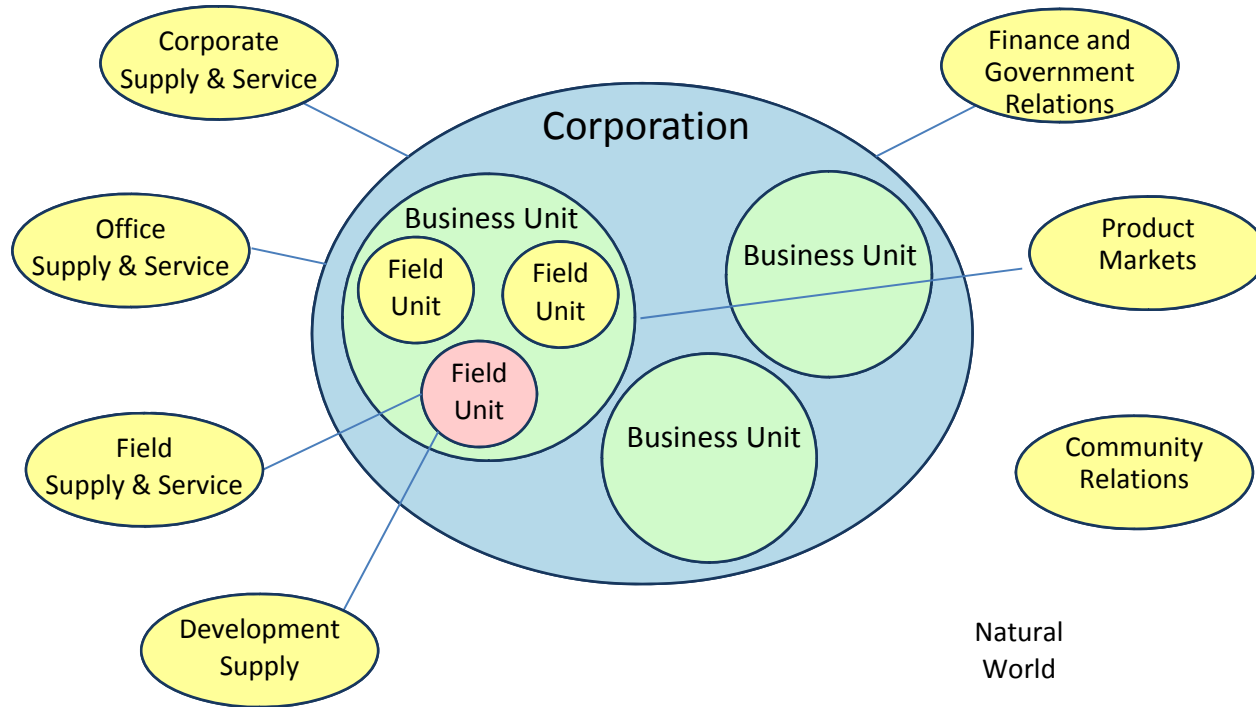 Corporate
Supply & Service
Finance and
Government
Relations
Corporation
Office
Supply & Service
Business Unit
Field
Unit
Field
Unit
Field
Unit
Business Unit
Product
Markets
Business Unit
Field
Supply & Service
Community
Relations
Development
Supply
Natural
World